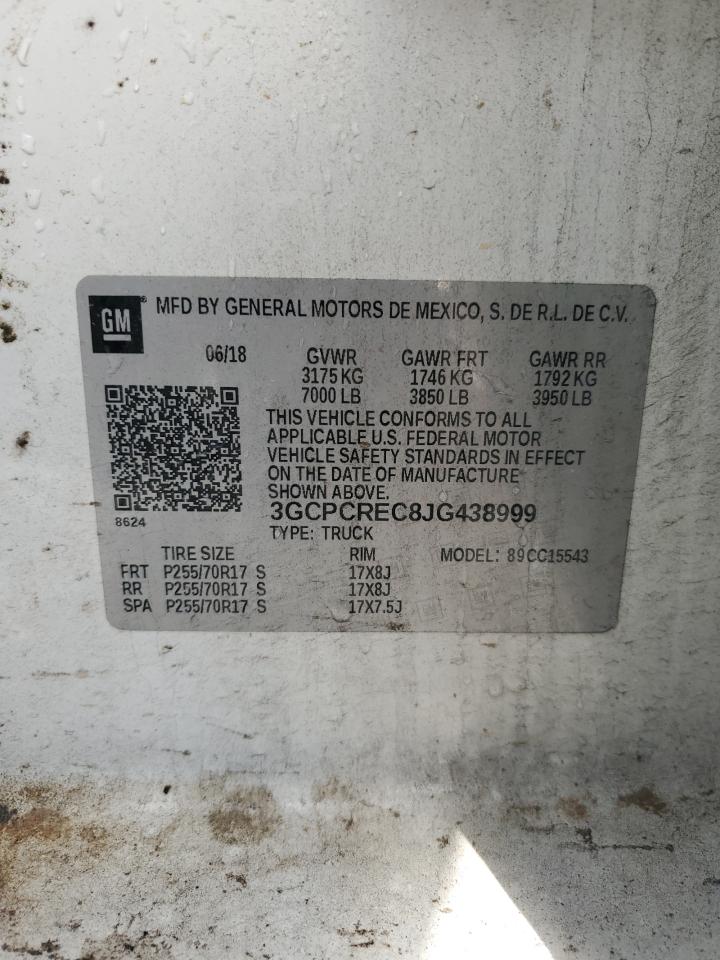 GM ® MFD BY GENERAL MOTORS DE MEXICO, S. DE R.L. DE C.V.
06/18 GVWR GAWR FRT GAWR RR
3175 KG 1746 KG 1792 KG
7000 LB 3850 LB 3950 LB
THIS VEHICLE CONFORMS TO ALL
APPLICABLE U.S. FEDERAL MOTOR
VEHICLE SAFETY STANDARDS IN EFFECT
ON THE DATE OF MANUFACTURE
SHOWN ABOVE.
8624 3GCPCREC8JG438999
TYPE: TRUCK
TIRE SIZE RIM MODEL: 89CC15543
FRT P255/70R17 S 17X8J
RR P255/70R17 S 17X8J
SPA P255/70R17 S 17X7.5J